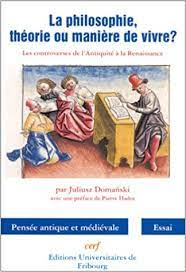 La philosophie,
théorie ou manière de vivre?
Les controverses de l'Antiquité à la Renaissance
par Juliusz Domański
avec une préface de Pierre Hadot
Pensée antique et médiévale
Essai
cerf
Editions Universitaires de
Fribourg